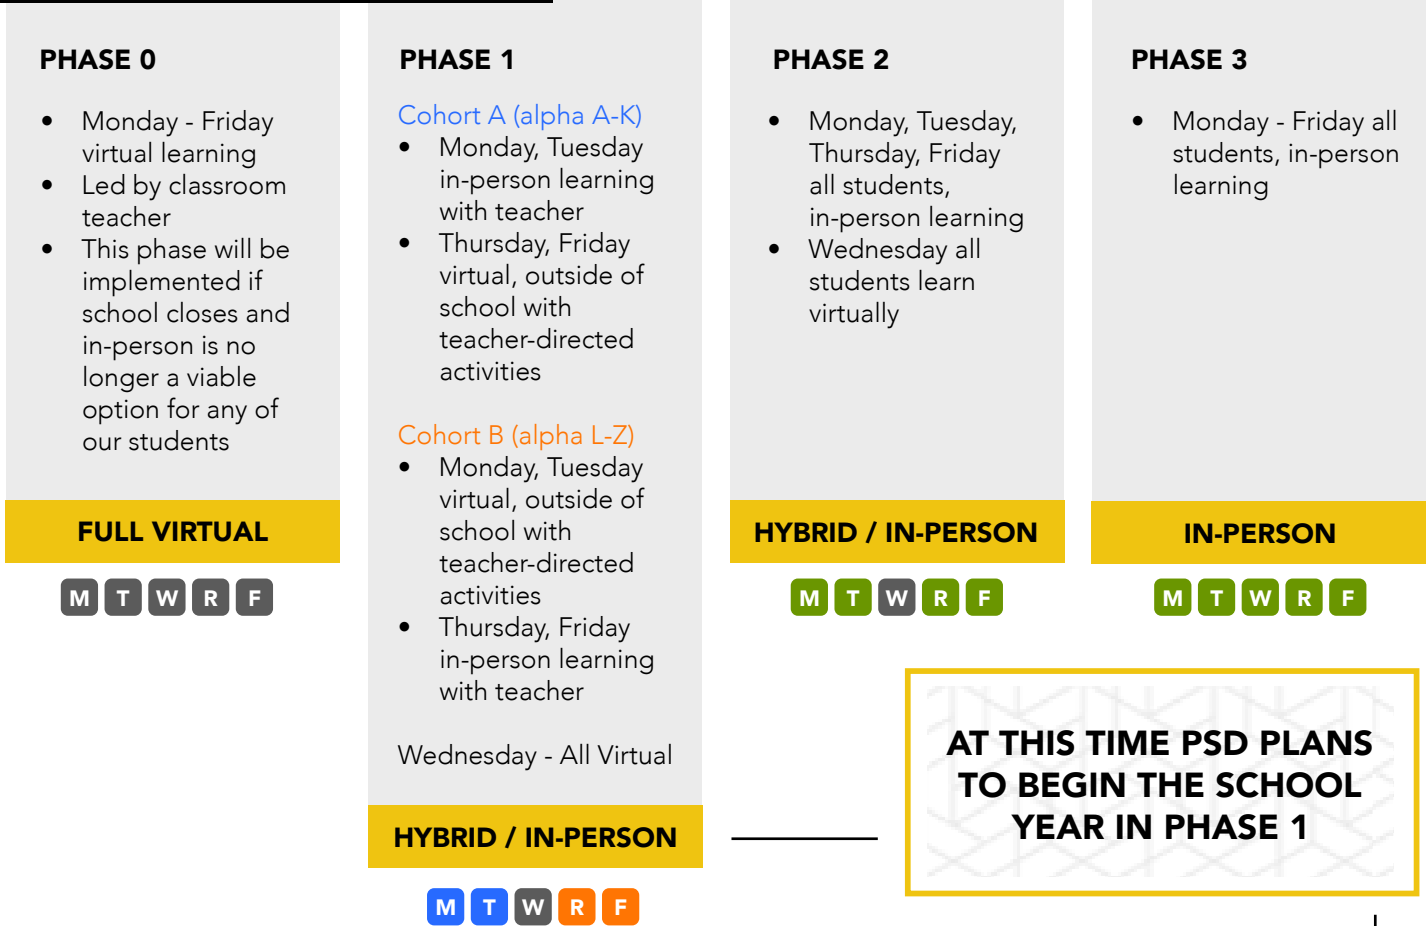 PHASE 0
• Monday - Friday
virtual learning
• Led by classroom
teacher
• This phase will be
implemented if
school closes and
in-person is no
longer a viable
option for any of
our students
FULL VIRTUAL
M T W R F
PHASE 1
Cohort A (alpha A-K)
• Monday, Tuesday
in-person learning
with teacher
• Thursday, Friday
virtual, outside of
school with
teacher-directed
activities
Cohort B (alpha L-Z)
• Monday, Tuesday
virtual, outside of
school with
teacher-directed
activities
• Thursday, Friday
in-person learning
with teacher
Wednesday - All Virtual
HYBRID / IN-PERSON
M T W R F
PHASE 2
• Monday, Tuesday,
Thursday, Friday
all students,
in-person learning
• Wednesday all
students learn
virtually
HYBRID / IN-PERSON
M T W R F
PHASE 3
• Monday - Friday all
students, in-person
learning
IN-PERSON
M T W R F
AT THIS TIME PSD PLANS
TO BEGIN THE SCHOOL
YEAR IN PHASE 1